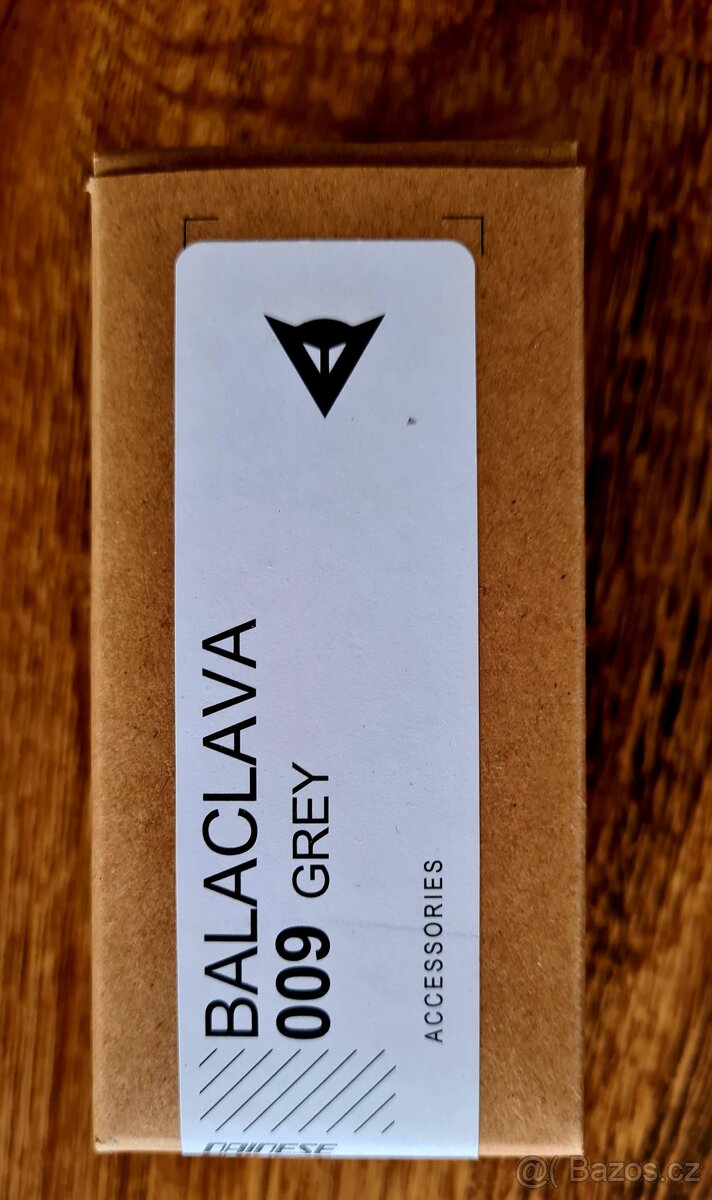 BALACLAVA
009 GREY
ACCESSORIES
DAINESE
@( Bazos.cz